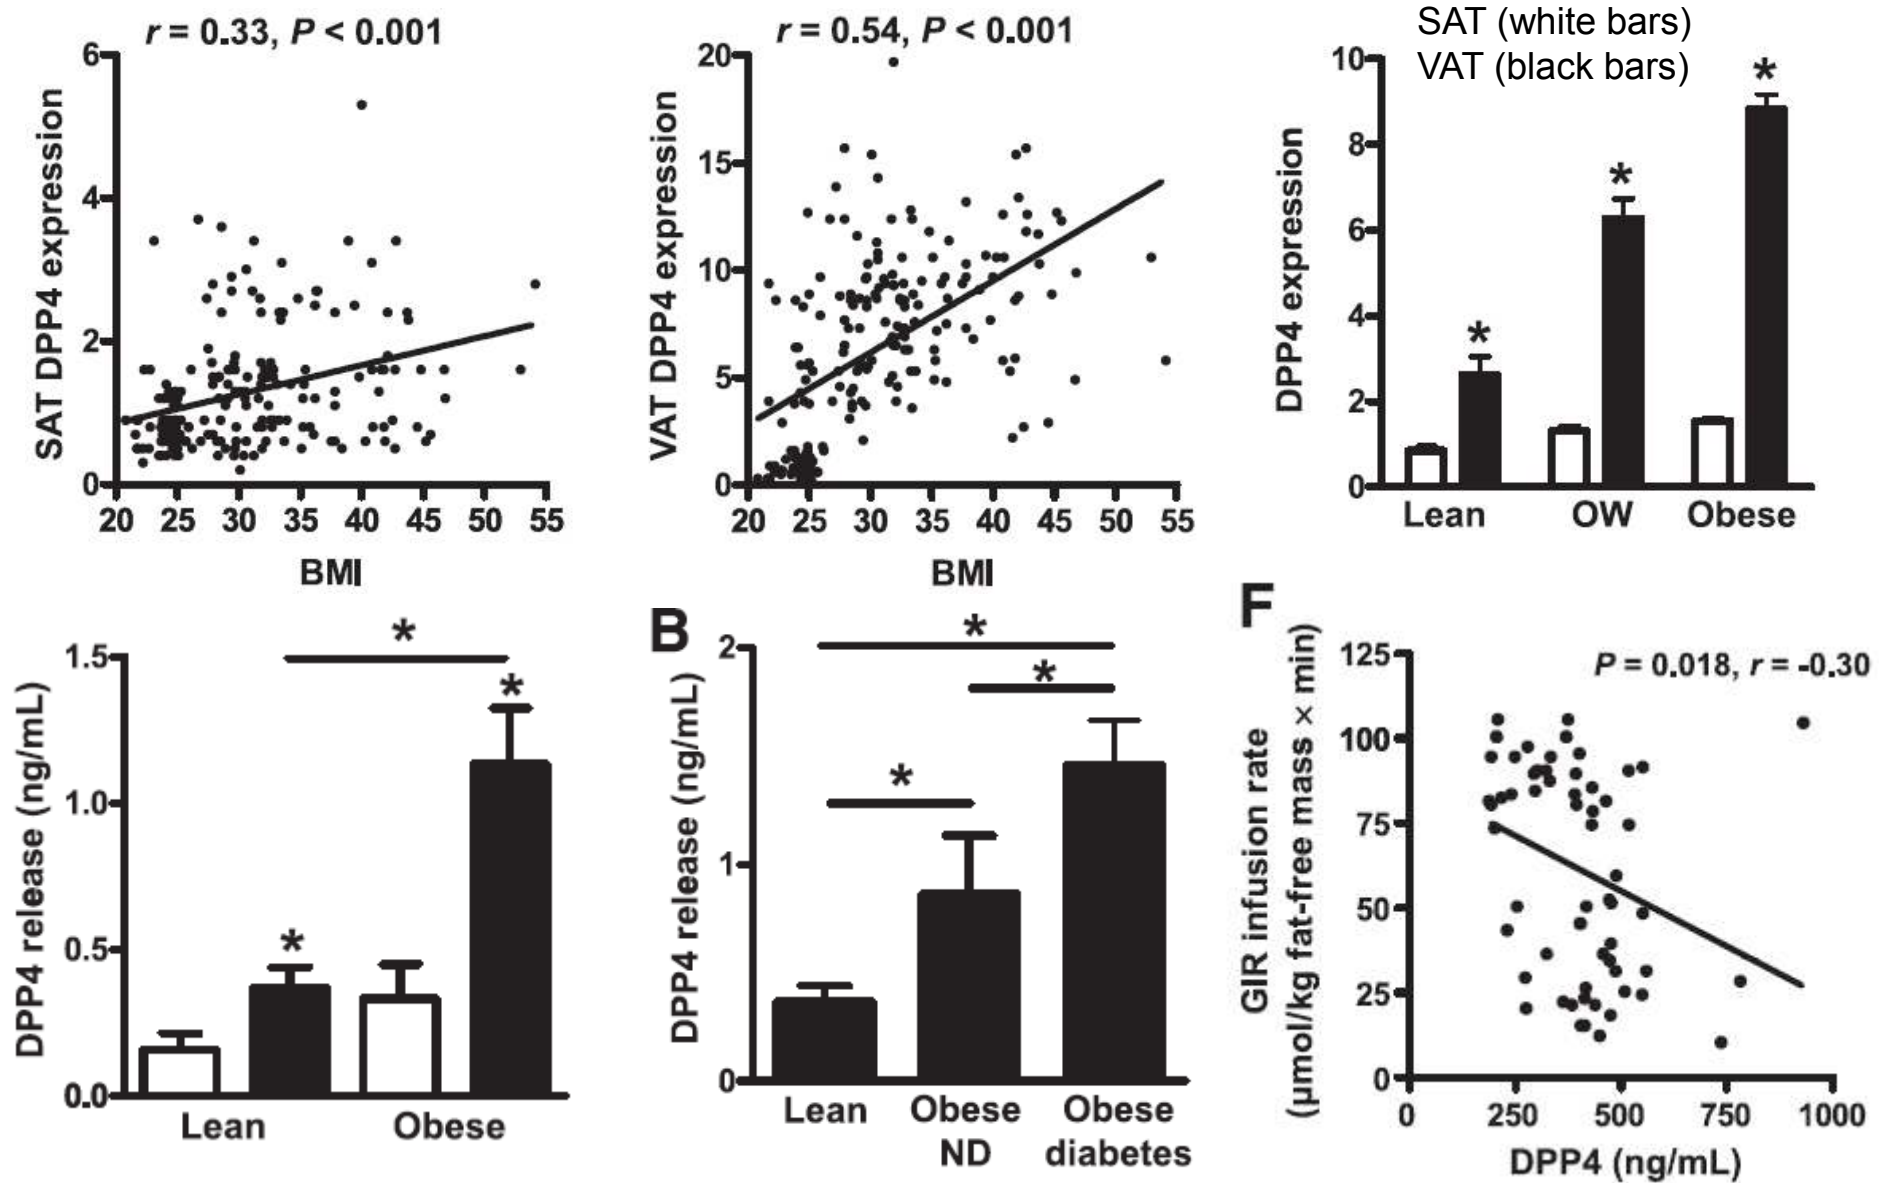 r = 0.33, P < 0.001
SAT DPP4 expression
6
4
2
0
20 25 30 35 40 45 50 55
BMI
r = 0.54, P < 0.001
VAT DPP4 expression
20
15
10
5
0
20 25 30 35 40 45 50 55
BMI
SAT (white bars)
VAT (black bars)
DPP4 expression
10
8
6
4
2
0
*
*
*
Lean OW Obese
DPP4 release (ng/mL)
1.5
1.0
0.5
0.0
*
*
*
Lean Obese
B
DPP4 release (ng/mL)
2
1
0
*
*
*
Lean Obese Obese
ND diabetes
F
GIR infusion rate
(µmol/kg fat-free mass × min)
125
100
75
50
25
0
P = 0.018, r = -0.30
0 250 500 750 1000
DPP4 (ng/mL)